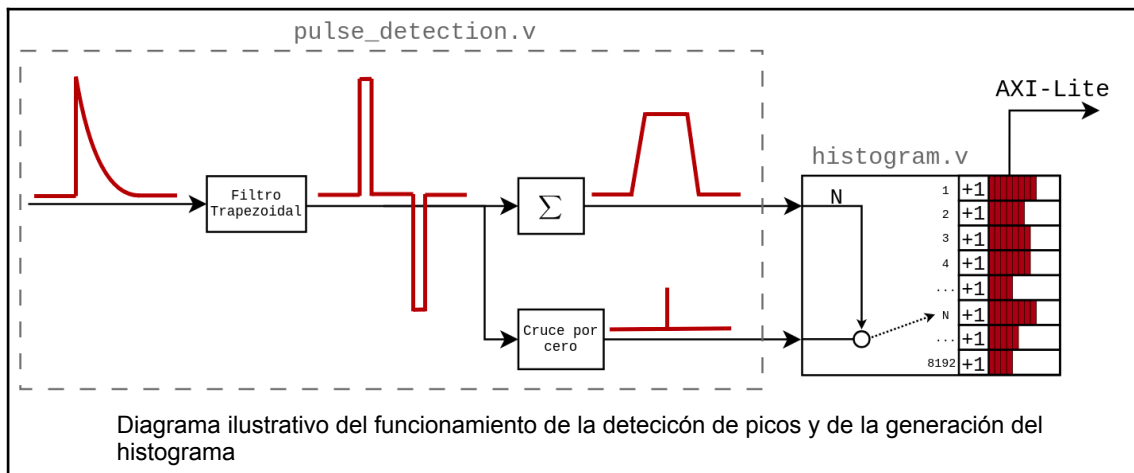 pulse_detection.v
AXI-Lite
histogram.v
Filtro
Trapezoidal
∑
Cruce por
cero
N
1 +1
2 +1
3 +1
4 +1
... +1
N +1
... +1
8192 +1
Diagrama ilustrativo del funcionamiento de la detección de picos y de la generación del
histograma